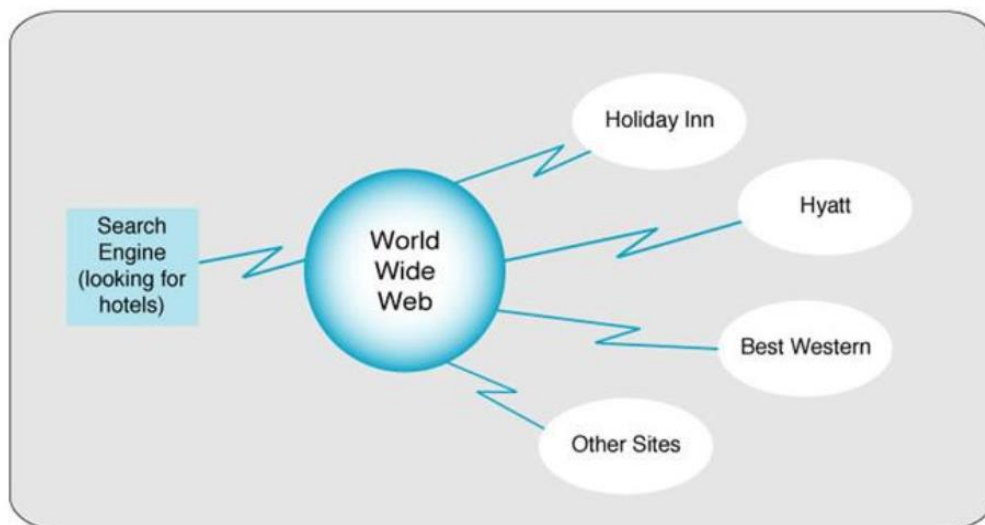 Holiday Inn
Hyatt
Search
Engine
(looking for
hotels)
World
Wide
Web
Best Western
Other Sites